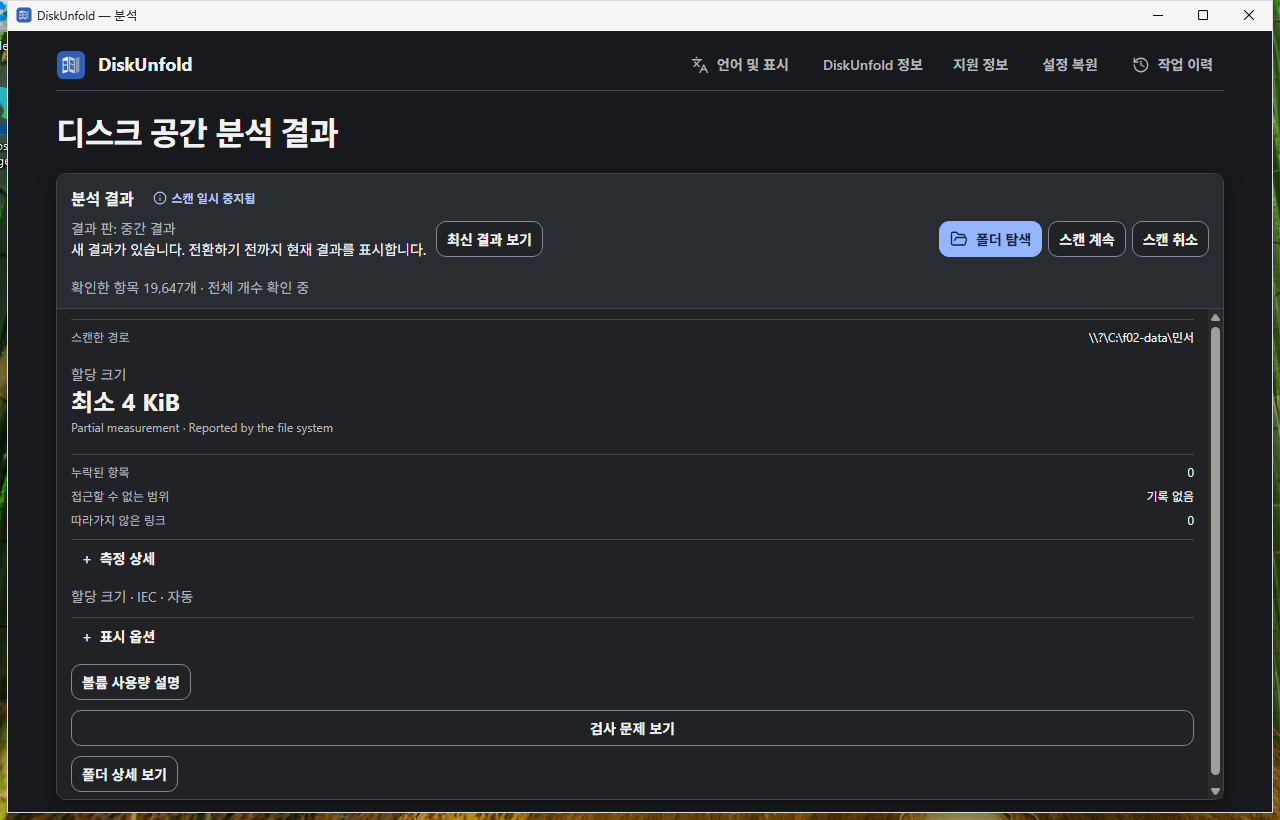 DiskUnfold — 분석
DiskUnfold
언어 및 표시
DiskUnfold 정보
지원 정보
설정 복원
작업 이력
디스크 공간 분석 결과
분석 결과
스캔 일시 중지됨
결과 판: 중간 결과
새 결과가 있습니다. 전환하기 전까지 현재 결과를 표시합니다.
최신 결과 보기
폴더 탐색
스캔 계속
스캔 취소
확인한 항목 19,647개 · 전체 개수 확인 중
스캔한 경로
\\?\C:\f02-data\민서
할당 크기
최소 4 KiB
Partial measurement · Reported by the file system
누락된 항목 0
접근할 수 없는 범위 기록 없음
따라가지 않은 링크 0
+ 측정 상세
할당 크기 · IEC · 자동
+ 표시 옵션
볼륨 사용량 설명
검사 문제 보기
폴더 상세 보기